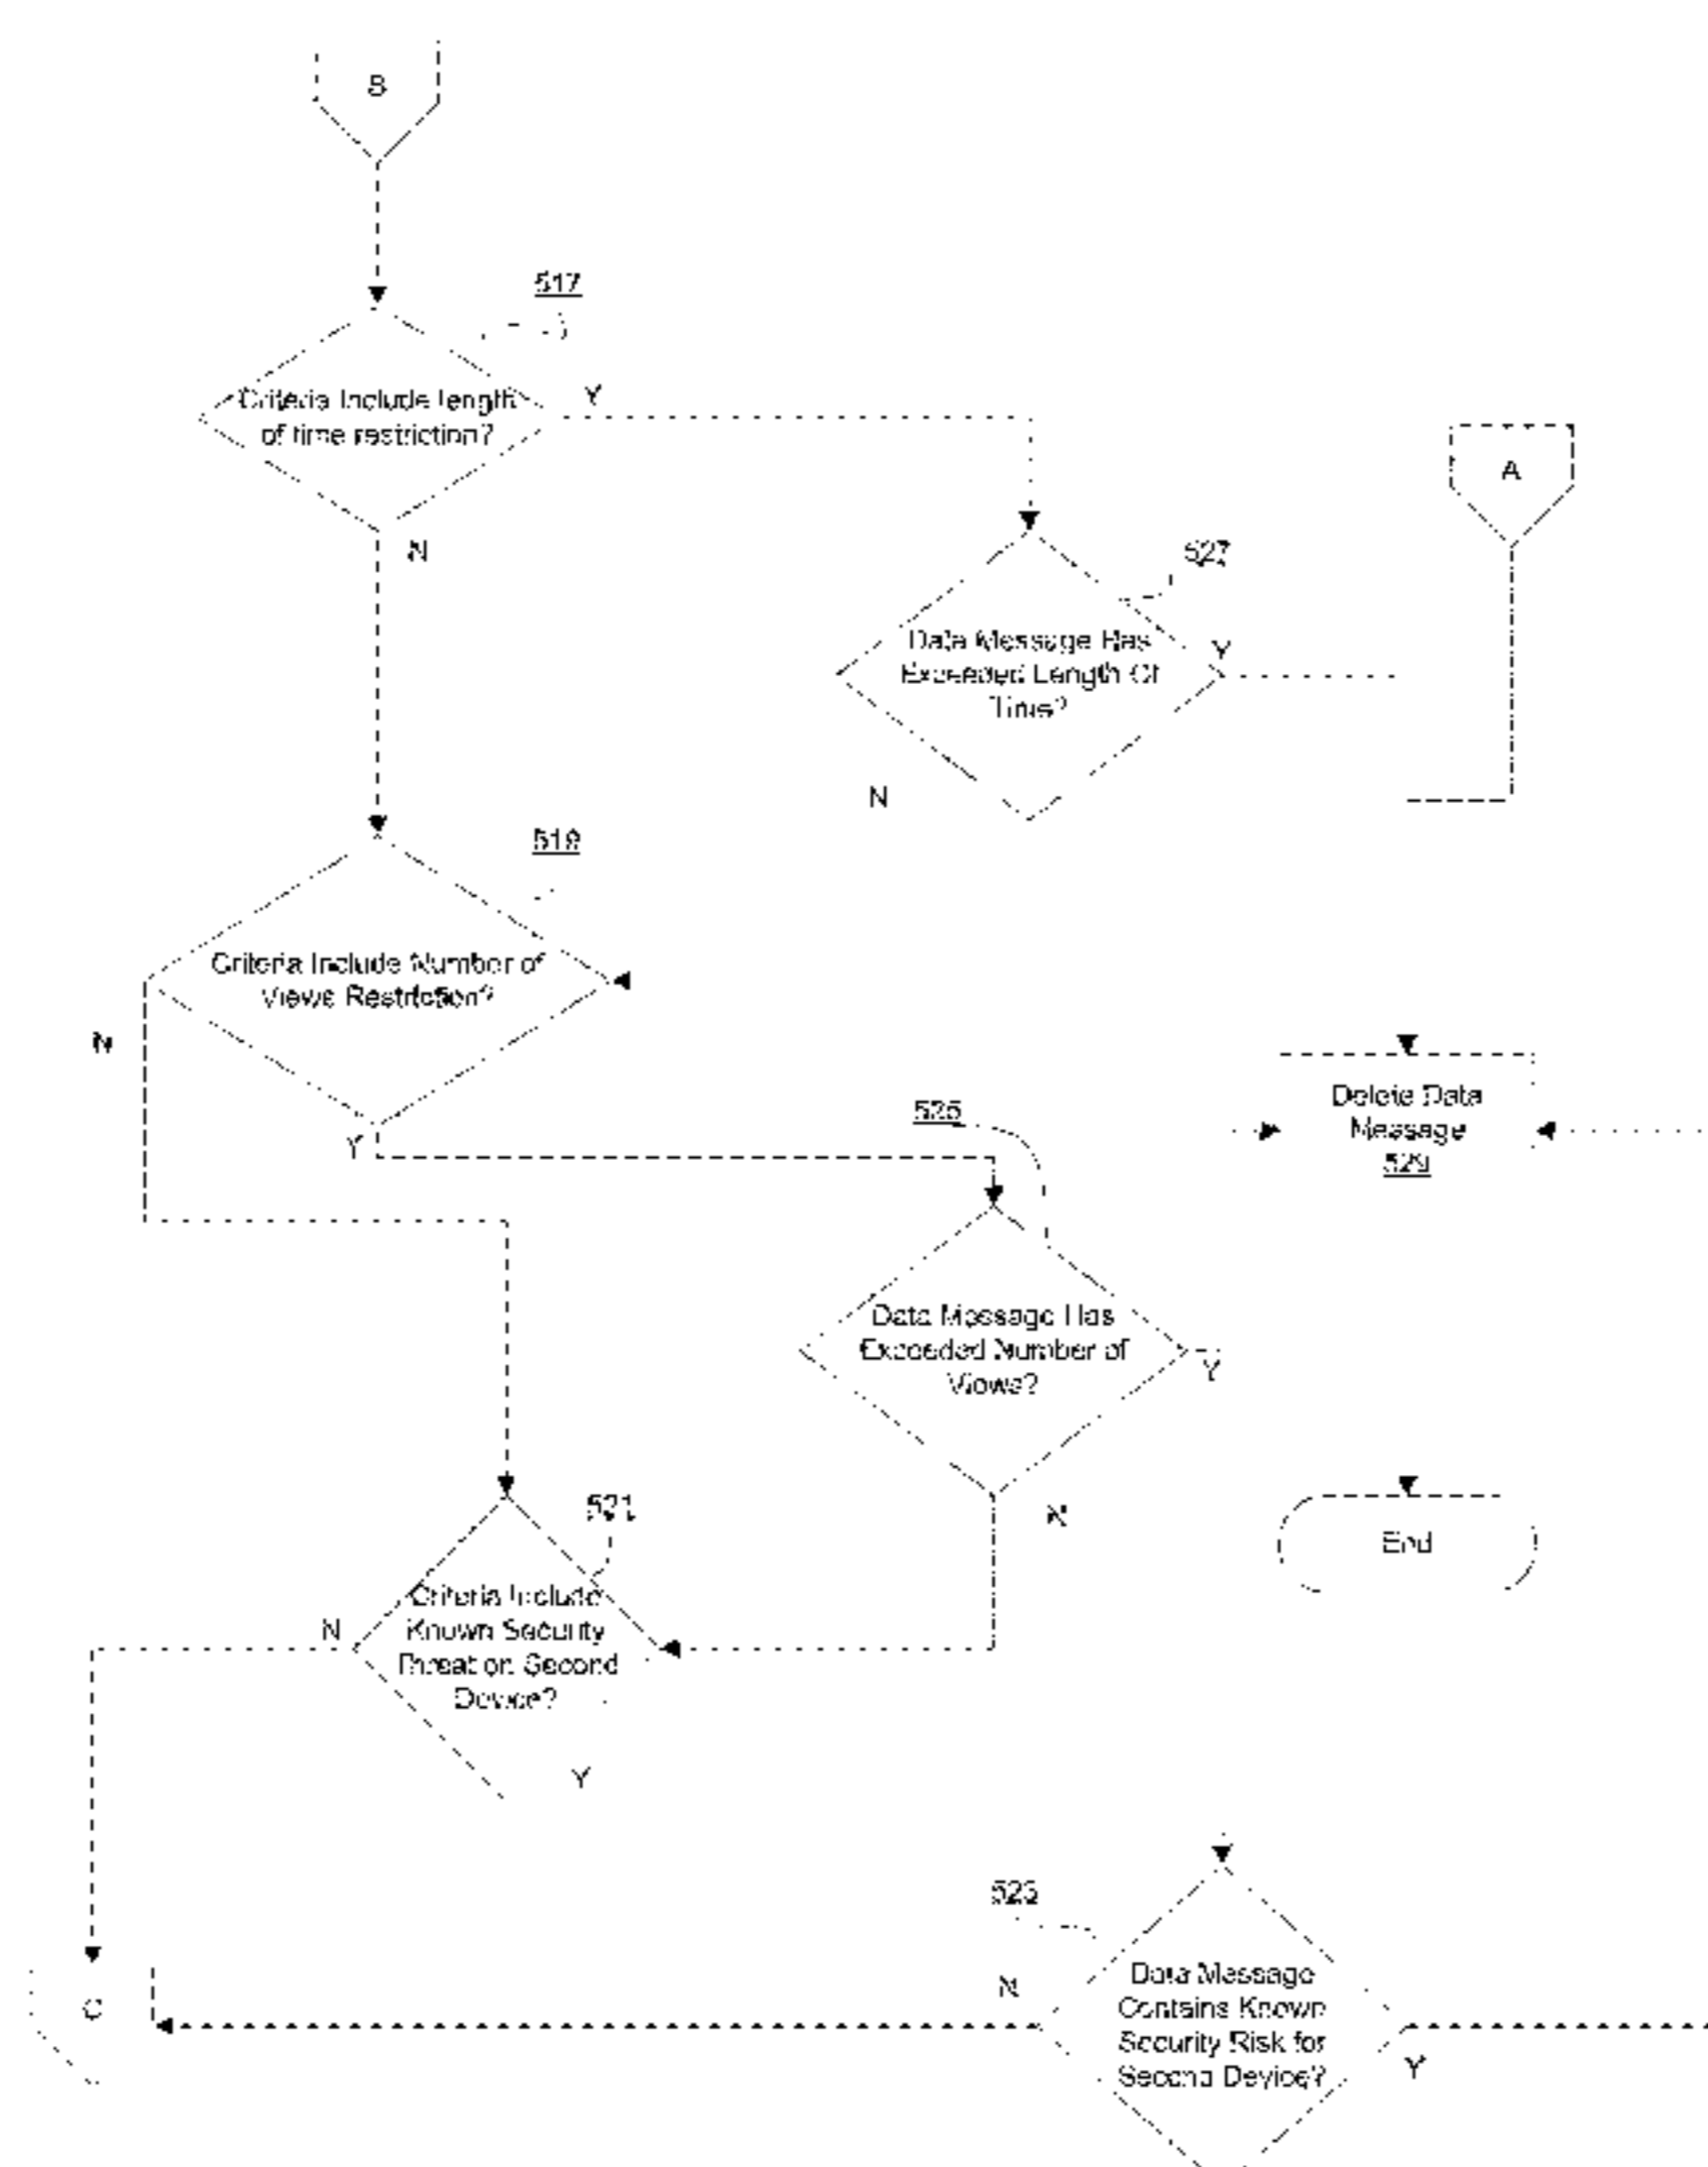 B
517
Criteria Include length
of time restriction?
Y
N
A
527
Data Message Has
Exceeded Length Of
Time?
Y
N
519
Criteria Include Number of
Views Restriction?
N
Y
525
Delete Data
Message
529
Data Message Has
Exceeded Number of
Views?
Y
N
521
Criteria Include
Known Security
Threat on Second
Device?
N
Y
End
523
Data Message
Contains Known
Security Risk for
Second Device?
N
Y
C